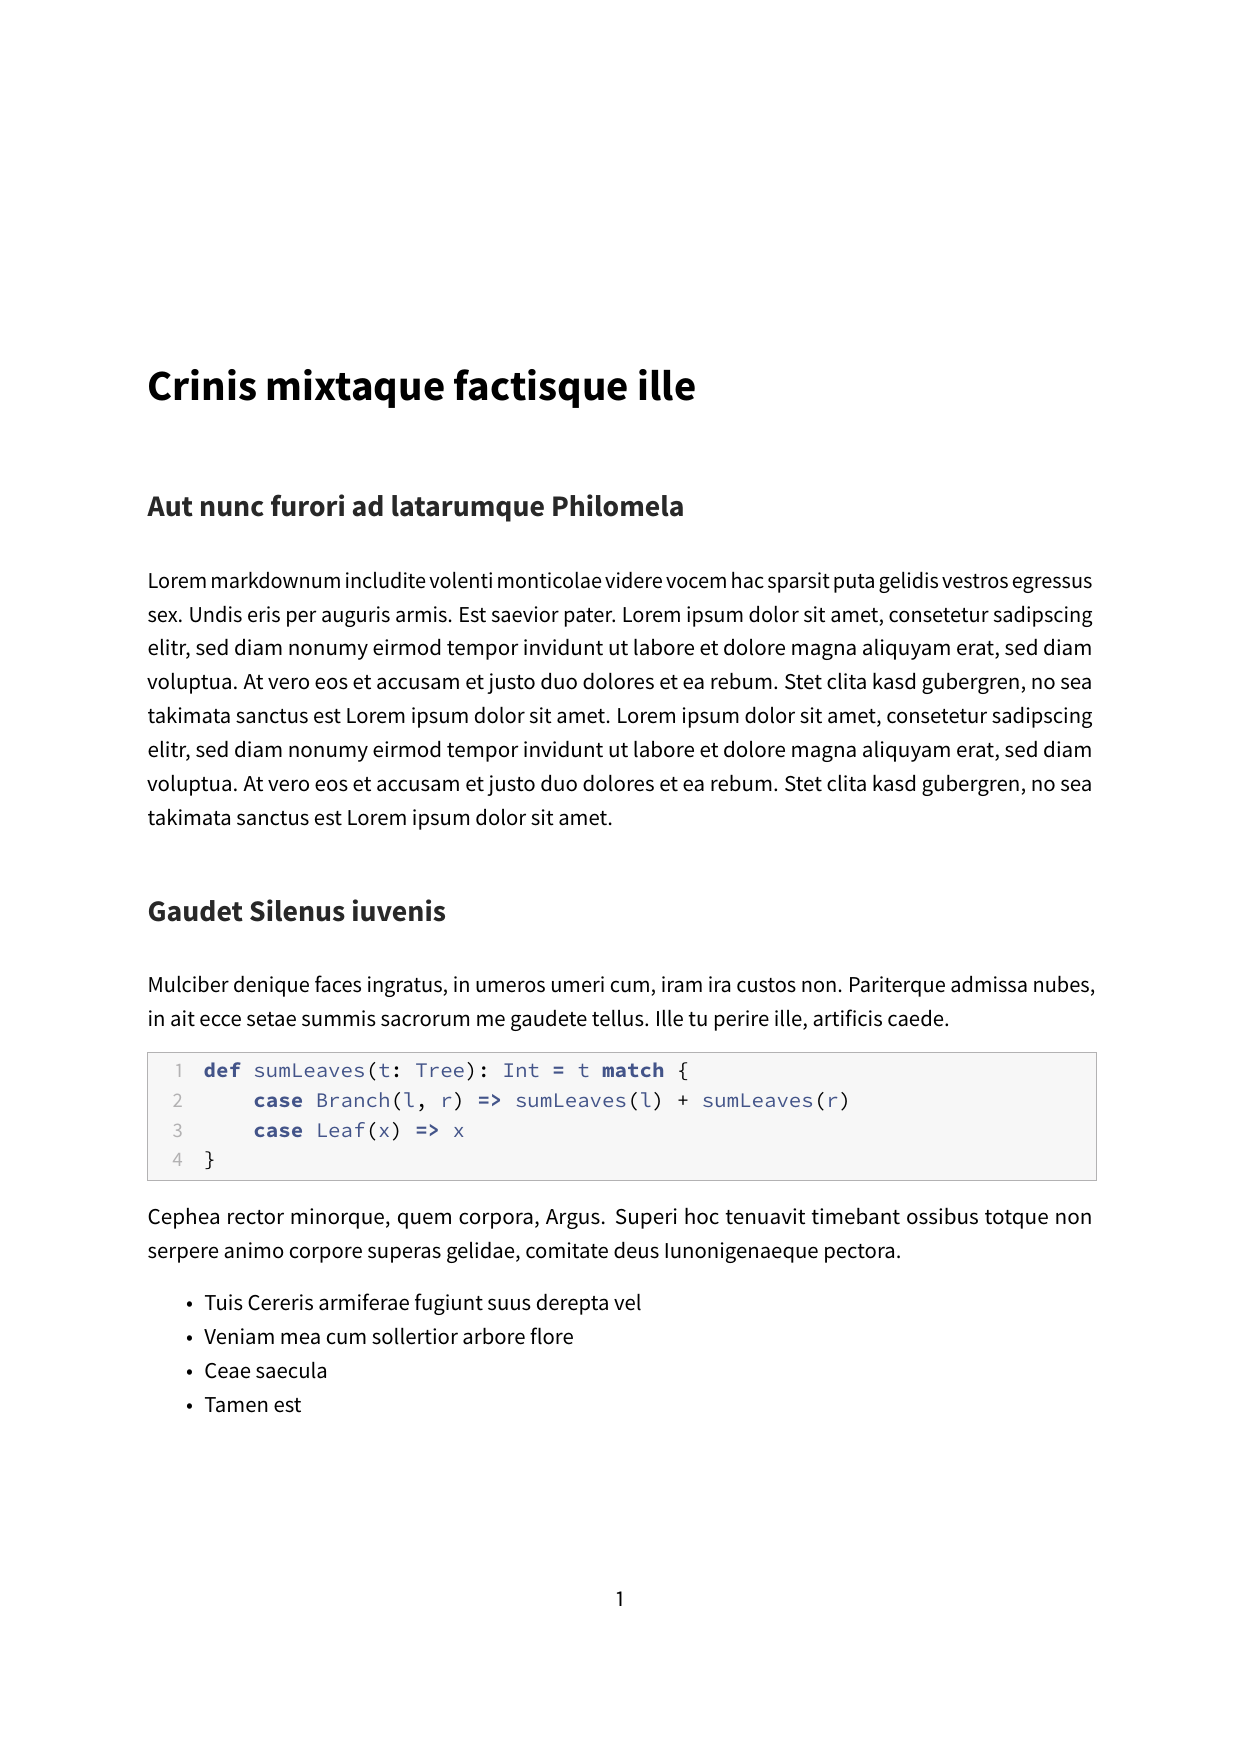 Crinis mixtaque factisque ille
Aut nunc furori ad latarumque Philomela
Lorem markdownum includite volenti monticolae videre vocem hac sparsit puta gelidis vestros egressus
sex. Undis eris per auguris armis. Est saevior pater. Lorem ipsum dolor sit amet, consetetur sadipscing
elitr, sed diam nonumy eirmod tempor invidunt ut labore et dolore magna aliquyam erat, sed diam
voluptua. At vero eos et accusam et justo duo dolores et ea rebum. Stet clita kasd gubergren, no sea
takimata sanctus est Lorem ipsum dolor sit amet. Lorem ipsum dolor sit amet, consetetur sadipscing
elitr, sed diam nonumy eirmod tempor invidunt ut labore et dolore magna aliquyam erat, sed diam
voluptua. At vero eos et accusam et justo duo dolores et ea rebum. Stet clita kasd gubergren, no sea
takimata sanctus est Lorem ipsum dolor sit amet.
Gaudet Silenus iuvenis
Mulciber denique faces ingratus, in umeros umeri cum, iram ira custos non. Pariterque admissa nubes,
in ait ecce setae summis sacrorum me gaudete tellus. Ille tu perire ille, artificis caede.
1 def sumLeaves(t: Tree): Int = t match {
2     case Branch(l, r) => sumLeaves(l) + sumLeaves(r)
3     case Leaf(x) => x
4 }
Cephea rector minorque, quem corpora, Argus. Superi hoc tenuavit timebant ossibus totque non
serpere animo corpore superas gelidae, comitate deus Iunonigenaeque pectora.
• Tuis Cereris armiferae fugiunt suus derepta vel
• Veniam mea cum sollertior arbore flore
• Ceae saecula
• Tamen est
1